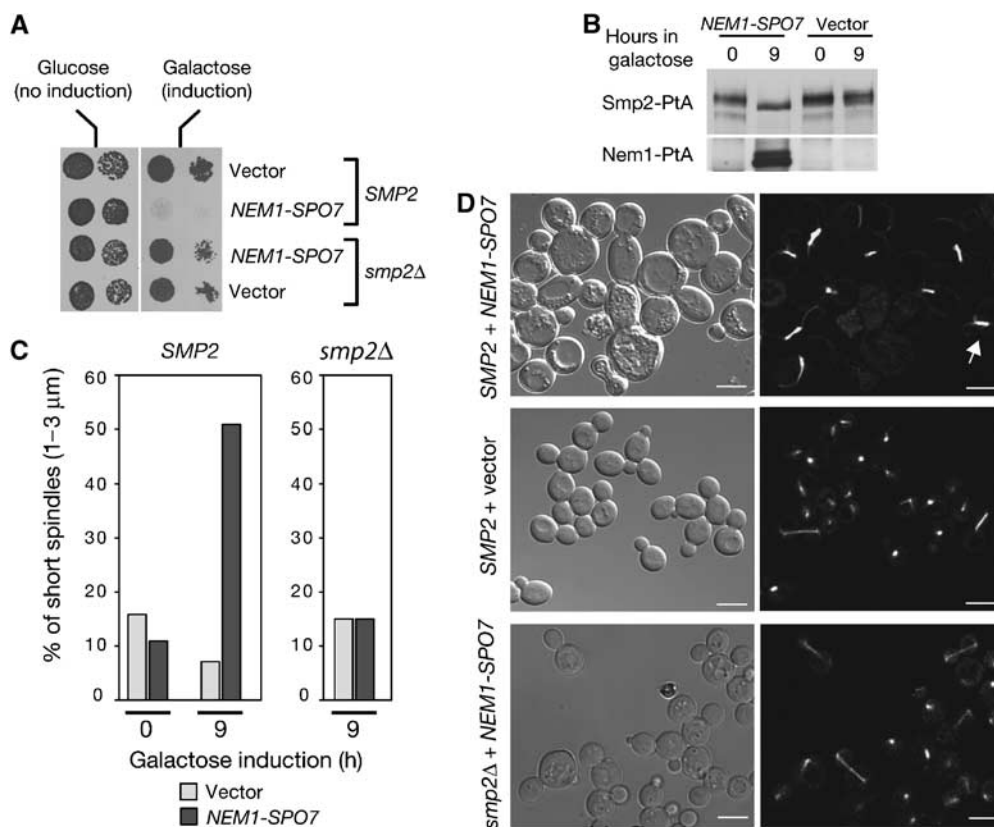 A
Glucose
(no induction)
Galactose
(induction)
Vector
NEM1-SPO7
SMP2
NEM1-SPO7
Vector
smp2Δ
B
Hours in
galactose
NEM1-SPO7
Vector
0 9 0 9
Smp2-PtA
Nem1-PtA
C
SMP2
smp2Δ
% of short spindles (1–3 μm)
60
50
40
30
20
10
0
60
50
40
30
20
10
0
0 9 9
Galactose induction (h)
Vector
NEM1-SPO7
D
SMP2 + NEM1-SPO7
SMP2 + vector
smp2Δ + NEM1-SPO7